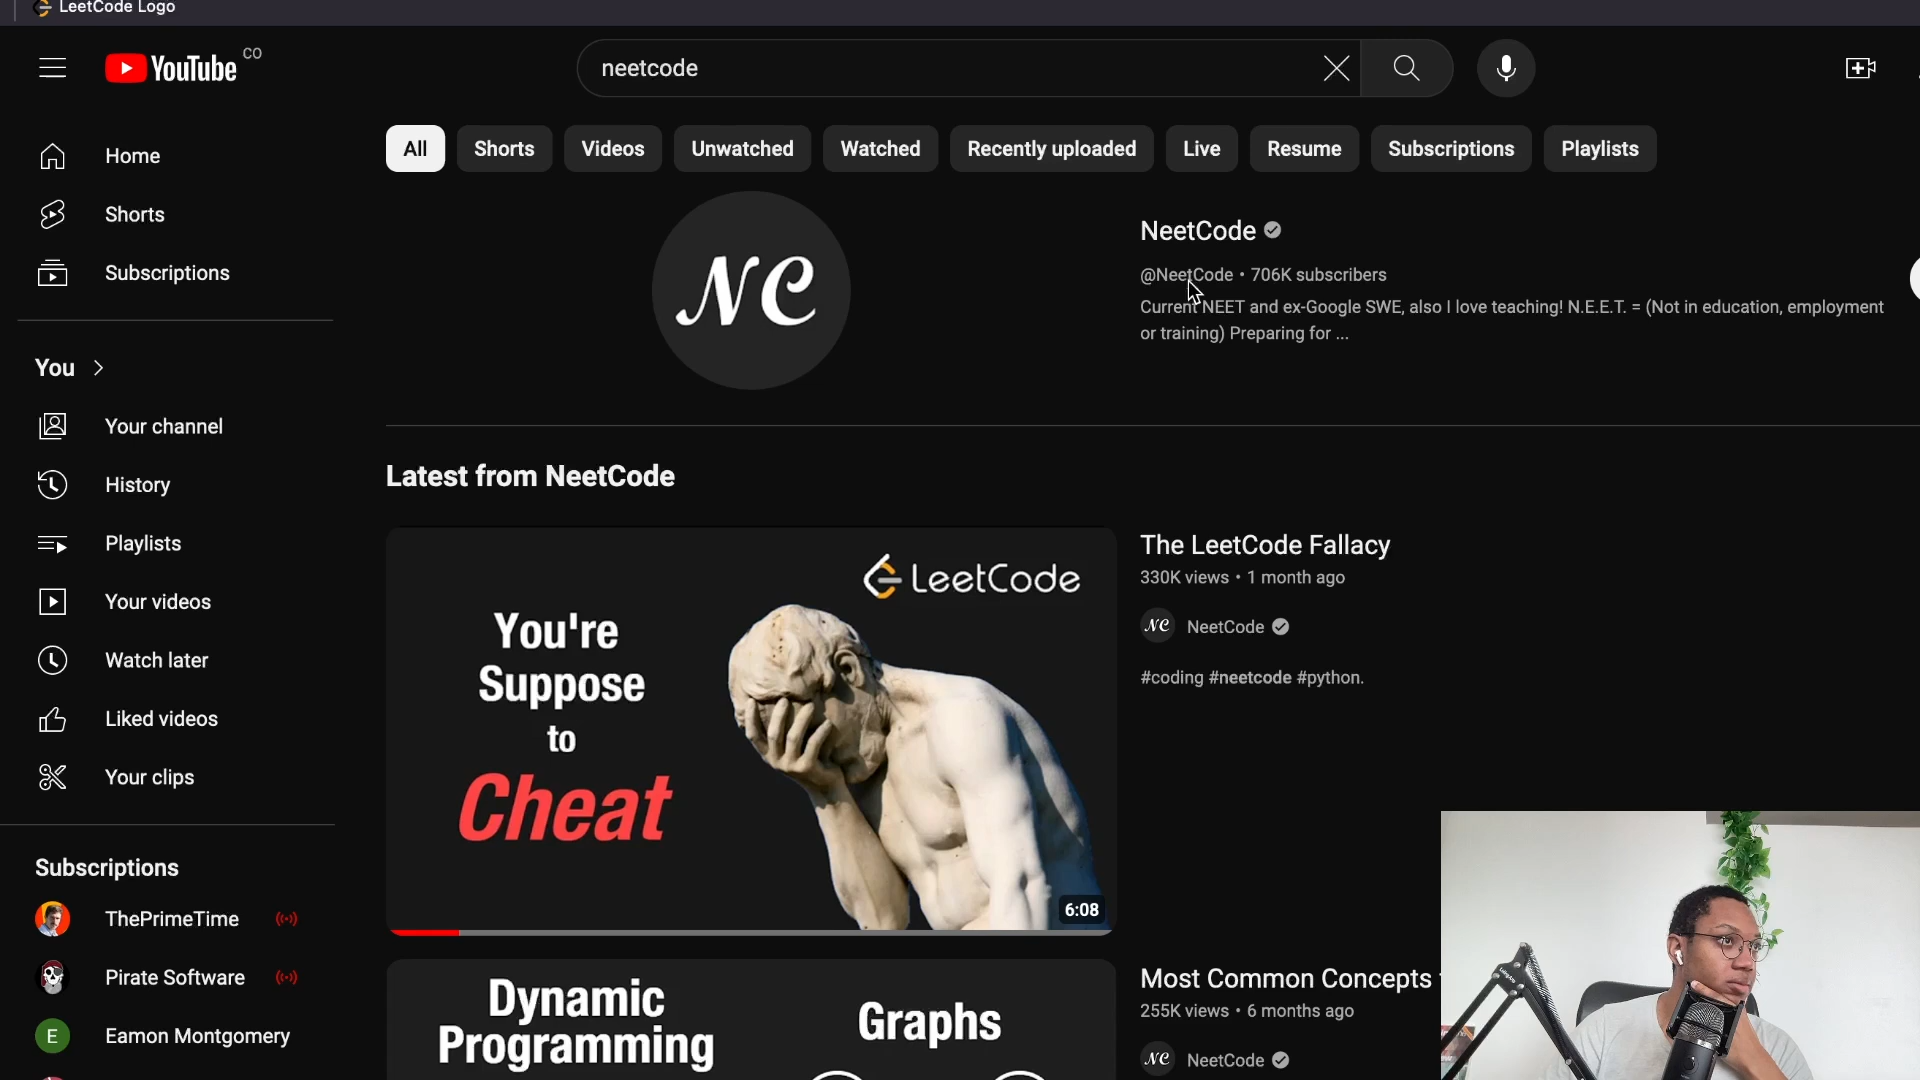 LeetCode Logo
YouTube CO
neetcode
All Shorts Videos Unwatched Watched Recently uploaded Live Resume Subscriptions Playlists
Home
Shorts
Subscriptions
You
Your channel
History
Playlists
Your videos
Watch later
Liked videos
Your clips
Subscriptions
ThePrimeTime
Pirate Software
E Eamon Montgomery
NC
NeetCode
@NeetCode • 706K subscribers
Current NEET and ex-Google SWE, also I love teaching! N.E.E.T. = (Not in education, employment
or training) Preparing for ...
Latest from NeetCode
LeetCode
You're
Suppose
to
Cheat
6:08
The LeetCode Fallacy
330K views • 1 month ago
NC NeetCode
#coding #neetcode #python.
Dynamic
Programming
Graphs
Most Common Concepts
255K views • 6 months ago
NC NeetCode